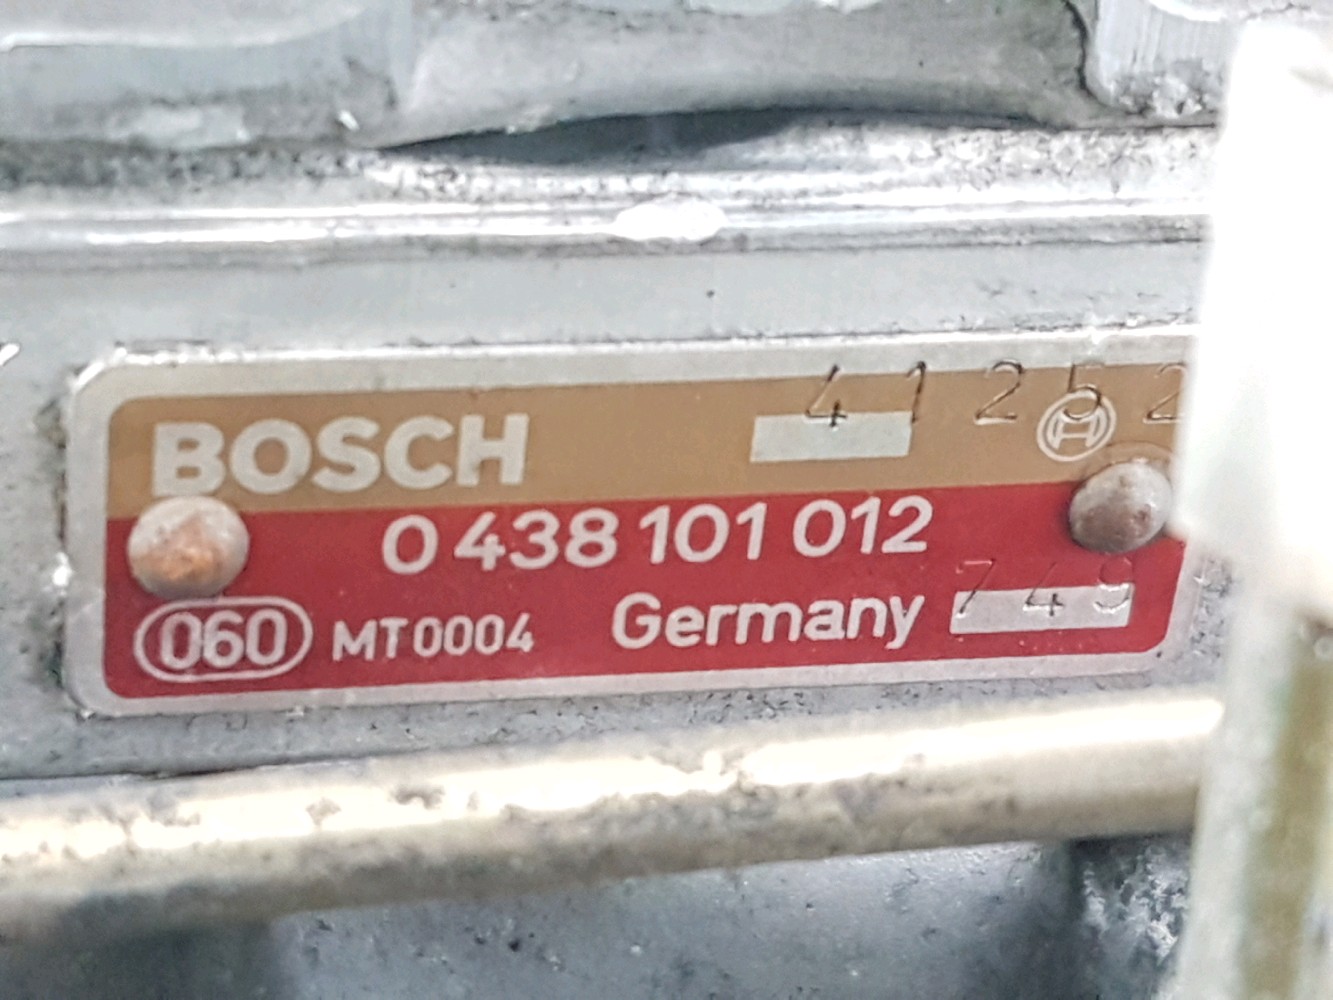 BOSCH 41252
0 438 101 012
060 MT0004 Germany 749